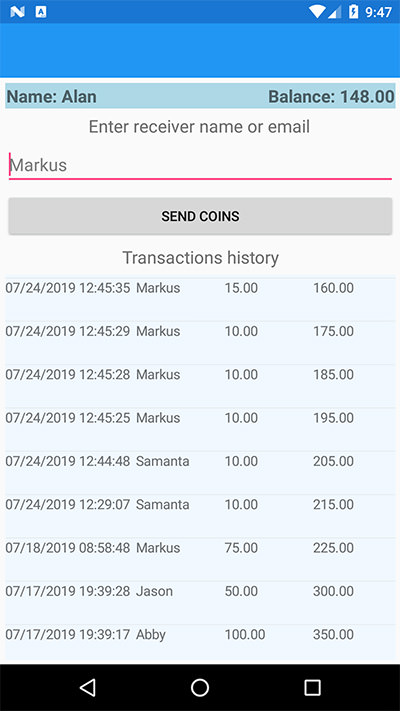 9:47
Name: Alan Balance: 148.00
Enter receiver name or email
Markus
SEND COINS
Transactions history
07/24/2019 12:45:35 Markus 15.00 160.00
07/24/2019 12:45:29 Markus 10.00 175.00
07/24/2019 12:45:28 Markus 10.00 185.00
07/24/2019 12:45:25 Markus 10.00 195.00
07/24/2019 12:44:48 Samanta 10.00 205.00
07/24/2019 12:29:07 Samanta 10.00 215.00
07/18/2019 08:58:48 Markus 75.00 225.00
07/17/2019 19:39:28 Jason 50.00 300.00
07/17/2019 19:39:17 Abby 100.00 350.00